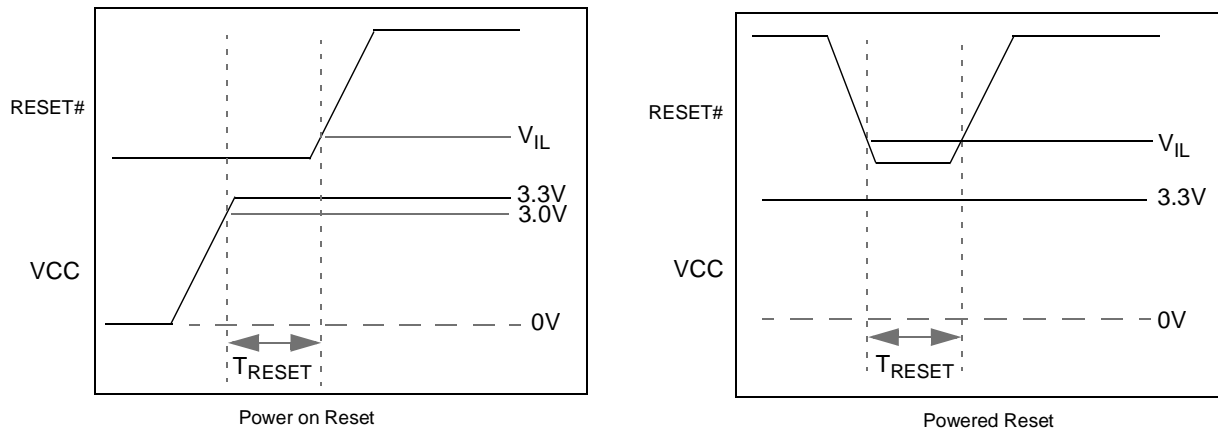 RESET#
V_IL
3.3V
3.0V
VCC
0V
T_RESET
Power on Reset
RESET#
V_IL
3.3V
VCC
0V
T_RESET
Powered Reset